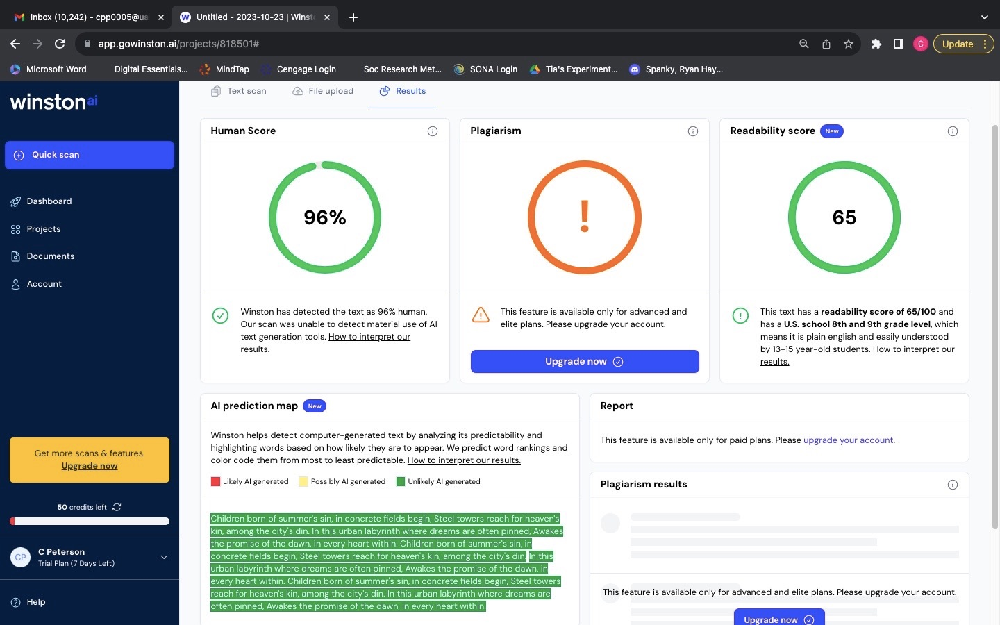 Inbox (10,242) - cpp0005@ua
Untitled - 2023-10-23 | Winst
app.gowinston.ai/projects/818501#
C
Update
Microsoft Word
Digital Essentials...
MindTap
Cengage Login
Soc Research Met...
SONA Login
Tia's Experiment...
Spanky, Ryan Hay...
winston ai
Quick scan
Dashboard
Projects
Documents
Account
Get more scans & features.
Upgrade now
50 credits left
CP
C Peterson
Trial Plan (7 Days Left)
Help
Text scan
File upload
Results
Human Score
96%
Winston has detected the text as 96% human.
Our scan was unable to detect material use of AI
text generation tools. How to interpret our
results.
Plagiarism
!
This feature is available only for advanced and
elite plans. Please upgrade your account.
Upgrade now
Readability score New
65
This text has a readability score of 65/100 and
has a U.S. school 8th and 9th grade level, which
means it is plain english and easily understood
by 13-15 year-old students. How to interpret our
results.
AI prediction map New
Winston helps detect computer-generated text by analyzing its predictability and
highlighting words based on how likely they are to appear. We predict word rankings and
color code them from most to least predictable. How to interpret our results.
Likely AI generated
Possibly AI generated
Unlikely AI generated
Children born of summer's sin, in concrete fields begin, Steel towers reach for heaven's
kin, among the city's din. In this urban labyrinth where dreams are often pinned, Awakes
the promise of the dawn, in every heart within. Children born of summer's sin, in
concrete fields begin, Steel towers reach for heaven's kin, among the city's din. In this
urban labyrinth where dreams are often pinned, Awakes the promise of the dawn, in
every heart within. Children born of summer's sin, in concrete fields begin, Steel towers
reach for heaven's kin, among the city's din. In this urban labyrinth where dreams are
often pinned, Awakes the promise of the dawn, in every heart within.
Report
This feature is available only for paid plans. Please upgrade your account.
Plagiarism results
This feature is available only for advanced and elite plans. Please upgrade your account.
Upgrade now